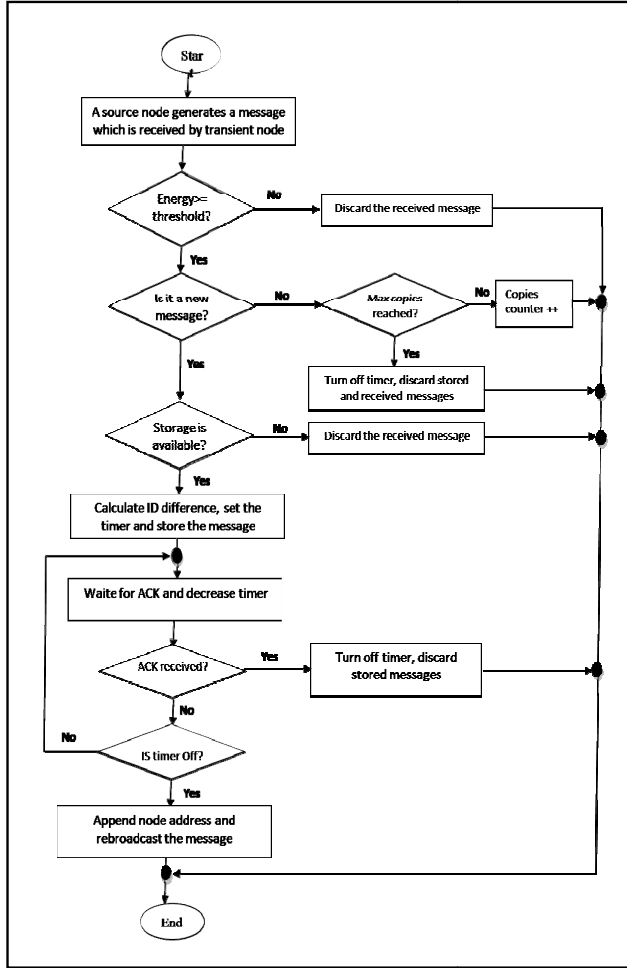 Star
A source node generates a message
which is received by transient node
Energy>=
threshold?
No
Discard the received message
Yes
Is it a new
message?
No
Max copies
reached?
No
Copies
counter ++
Yes
Yes
Turn off timer, discard stored
and received messages
Storage is
available?
No
Discard the received message
Yes
Calculate ID difference, set the
timer and store the message
Waite for ACK and decrease timer
ACK received?
Yes
Turn off timer, discard
stored messages
No
IS timer Off?
No
Yes
Append node address and
rebroadcast the message
End